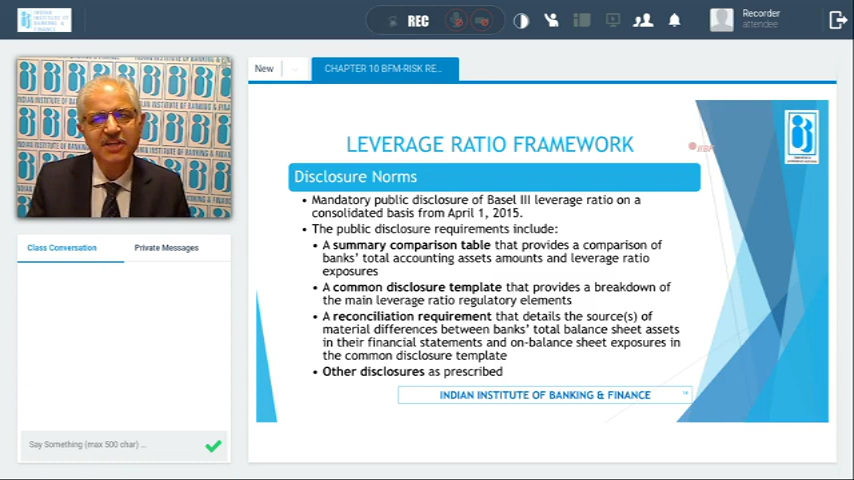 INDIAN
INSTITUTE OF
BANKING &
FINANCE
REC
Recorder
attendee
New
CHAPTER 10 BFM-RISK RE...
LEVERAGE RATIO FRAMEWORK
Disclosure Norms
• Mandatory public disclosure of Basel III leverage ratio on a
consolidated basis from April 1, 2015.
• The public disclosure requirements include:
• A summary comparison table that provides a comparison of
banks' total accounting assets amounts and leverage ratio
exposures
• A common disclosure template that provides a breakdown of
the main leverage ratio regulatory elements
• A reconciliation requirement that details the source(s) of
material differences between banks' total balance sheet assets
in their financial statements and on-balance sheet exposures in
the common disclosure template
• Other disclosures as prescribed
INDIAN INSTITUTE OF BANKING & FINANCE
Class Conversation
Private Messages
Say Something (max 500 char) ...